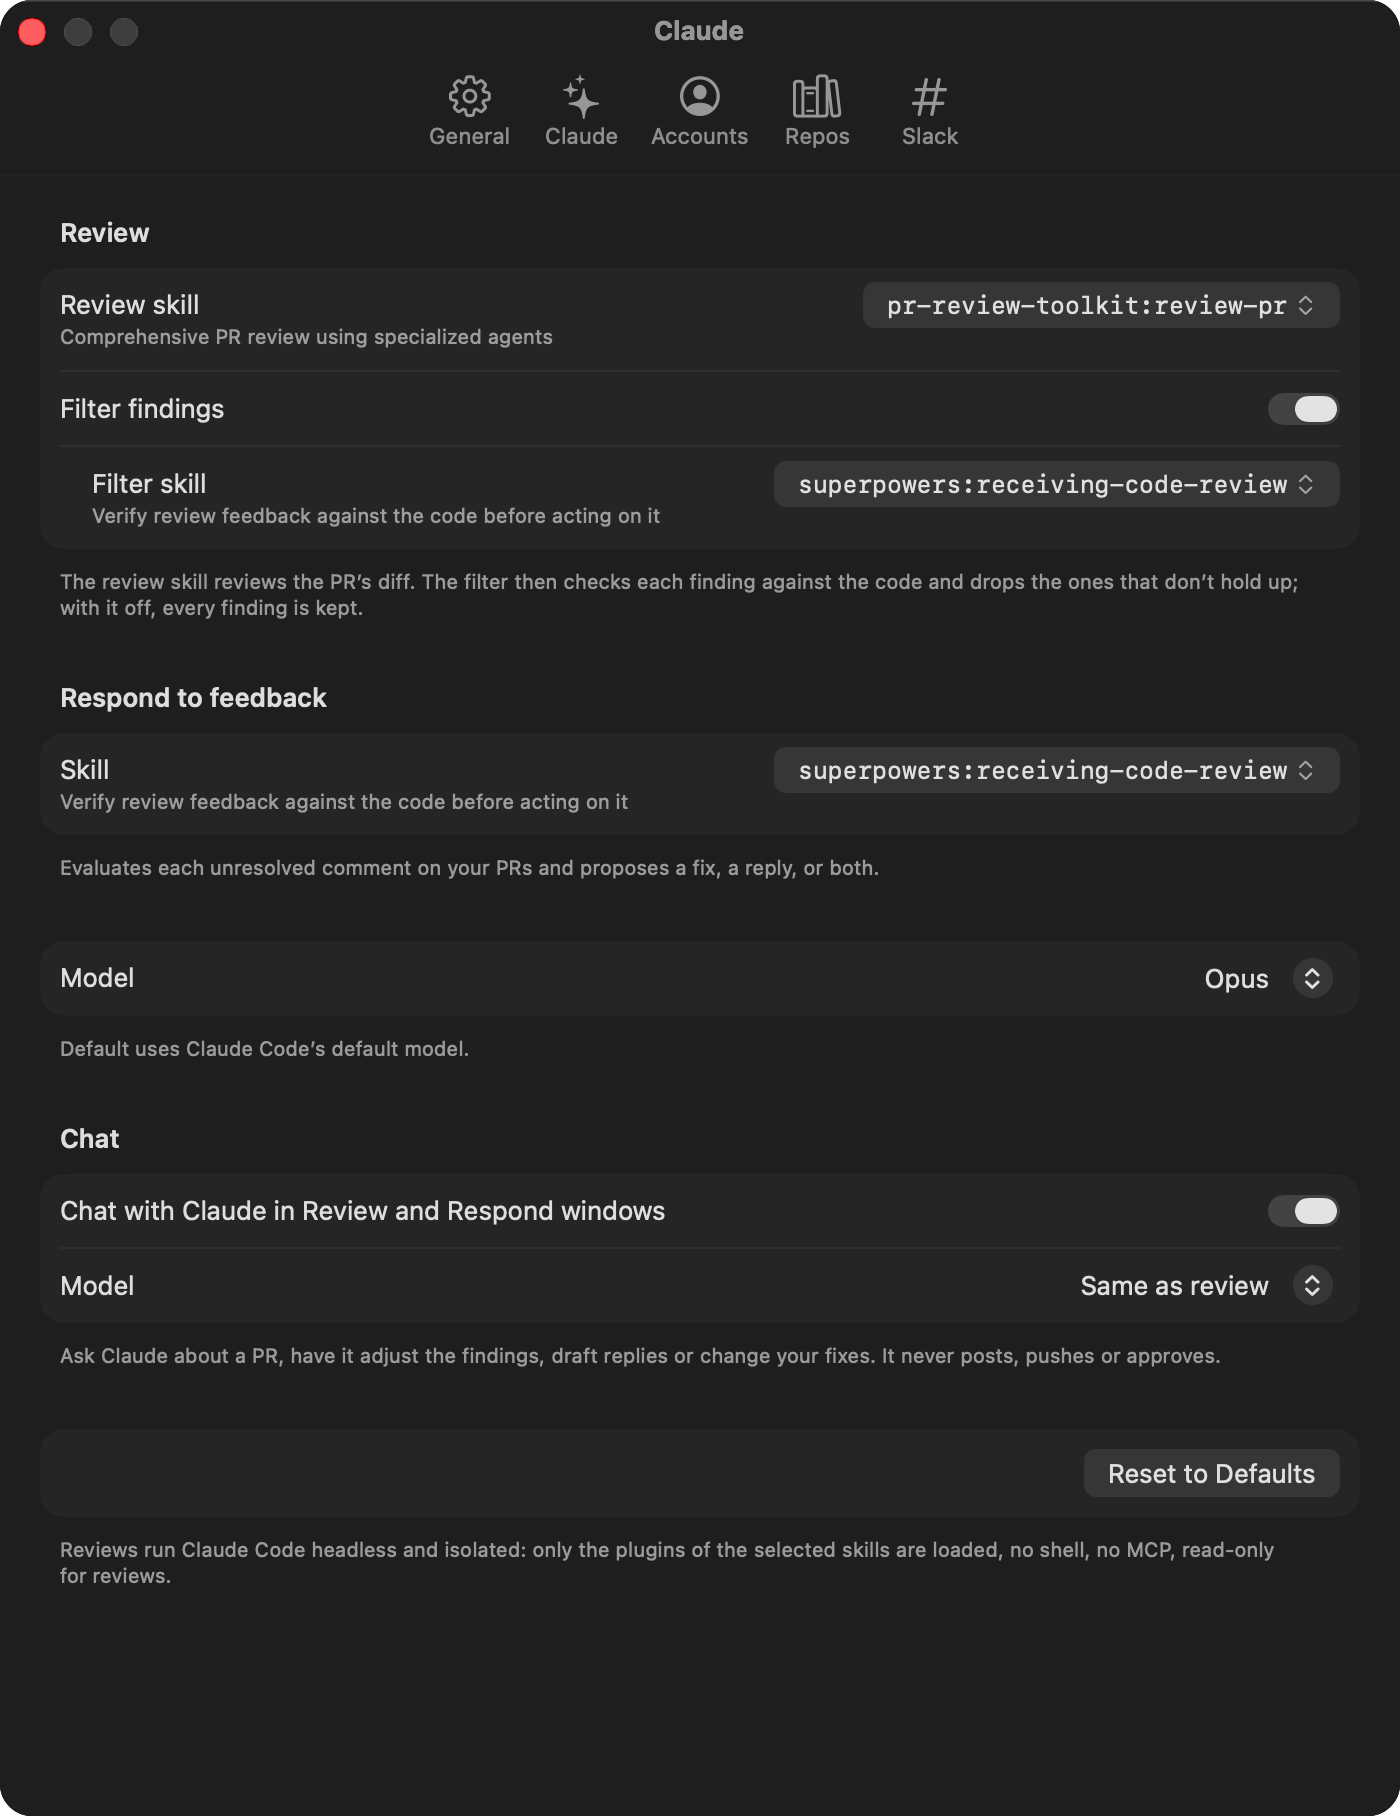 Claude
General
Claude
Accounts
Repos
Slack
Review
Review skill
pr-review-toolkit:review-pr
Comprehensive PR review using specialized agents
Filter findings
Filter skill
superpowers:receiving-code-review
Verify review feedback against the code before acting on it
The review skill reviews the PR’s diff. The filter then checks each finding against the code and drops the ones that don’t hold up;
with it off, every finding is kept.
Respond to feedback
Skill
superpowers:receiving-code-review
Verify review feedback against the code before acting on it
Evaluates each unresolved comment on your PRs and proposes a fix, a reply, or both.
Model
Opus
Default uses Claude Code’s default model.
Chat
Chat with Claude in Review and Respond windows
Model
Same as review
Ask Claude about a PR, have it adjust the findings, draft replies or change your fixes. It never posts, pushes or approves.
Reset to Defaults
Reviews run Claude Code headless and isolated: only the plugins of the selected skills are loaded, no shell, no MCP, read-only
for reviews.